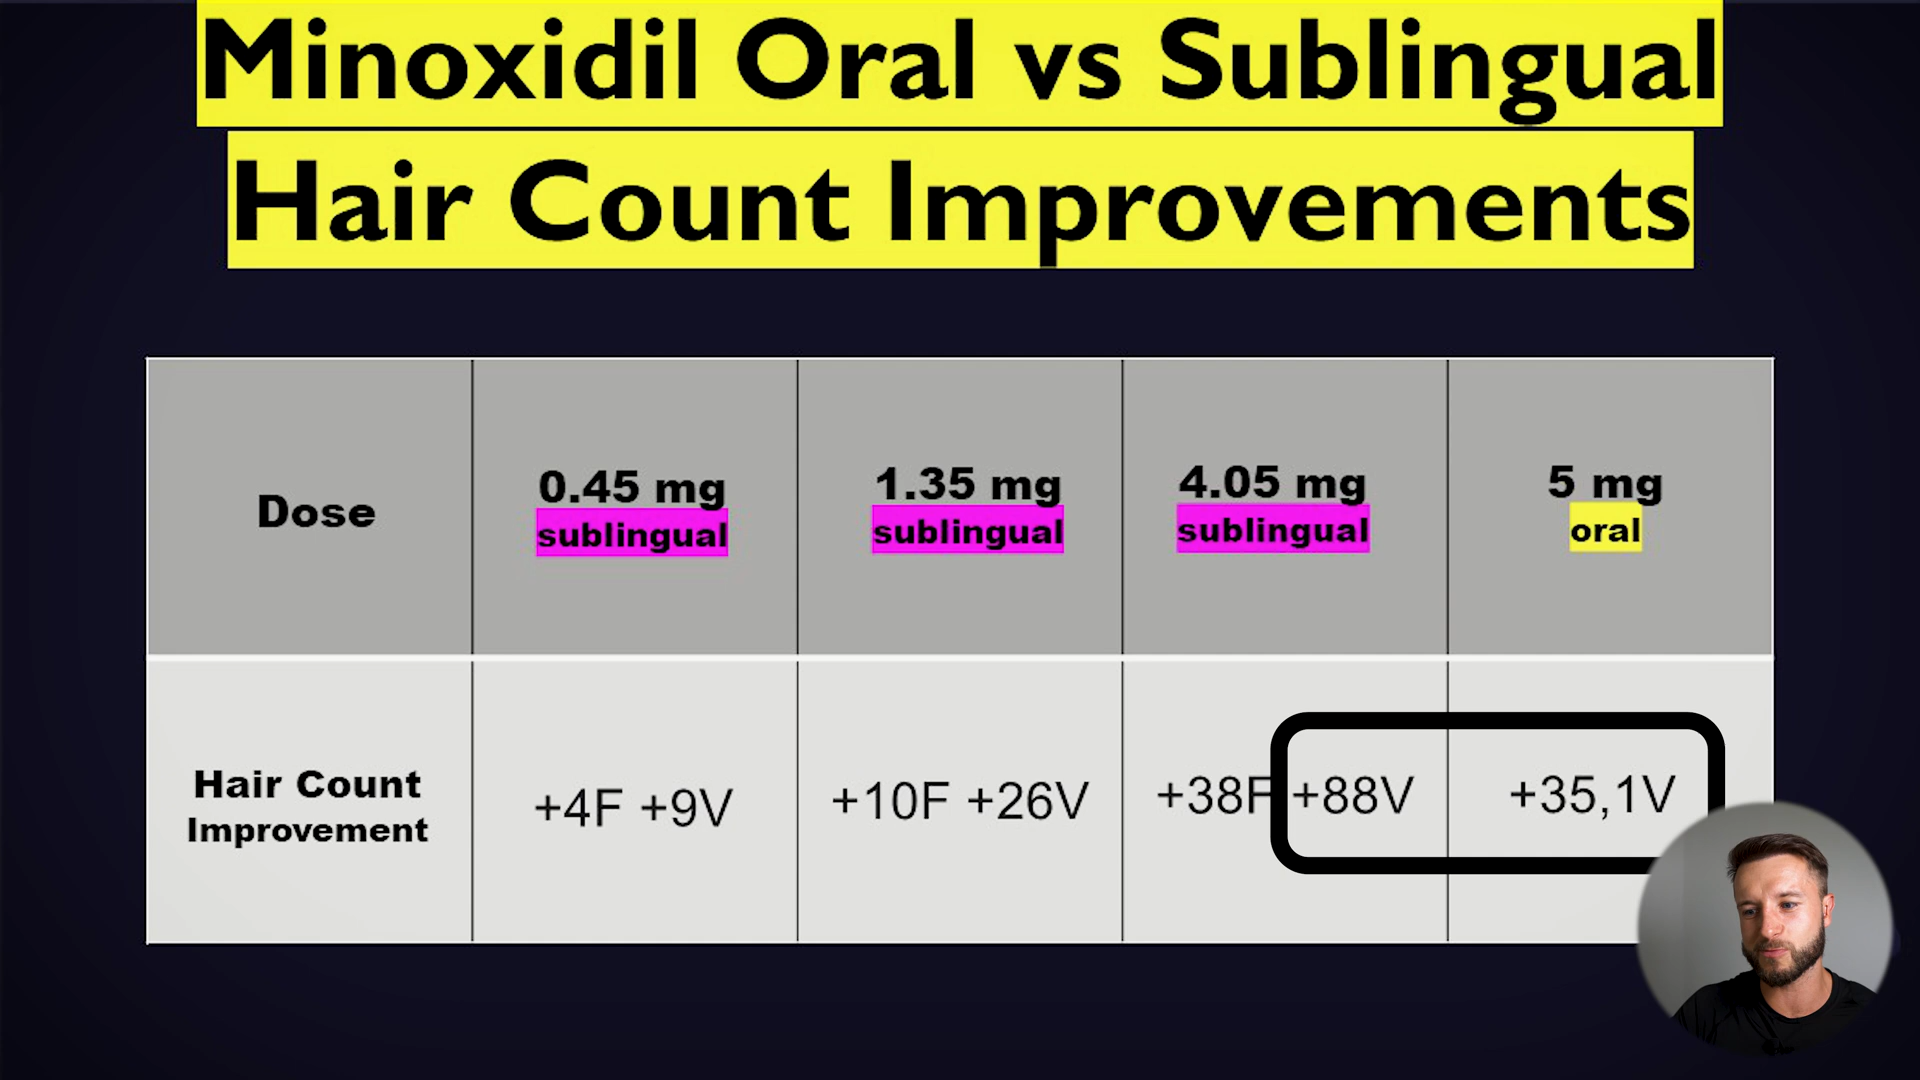 Minoxidil Oral vs Sublingual
Hair Count Improvements
Dose
0.45 mg
sublingual
1.35 mg
sublingual
4.05 mg
sublingual
5 mg
oral
Hair Count
Improvement
+4F +9V
+10F +26V
+38F +88V
+35,1V